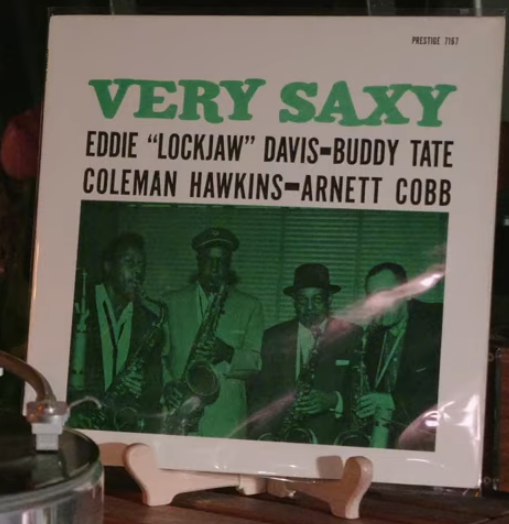 PRESTIGE 7167
VERY SAXY
EDDIE "LOCKJAW" DAVIS-BUDDY TATE
COLEMAN HAWKINS-ARNETT COBB